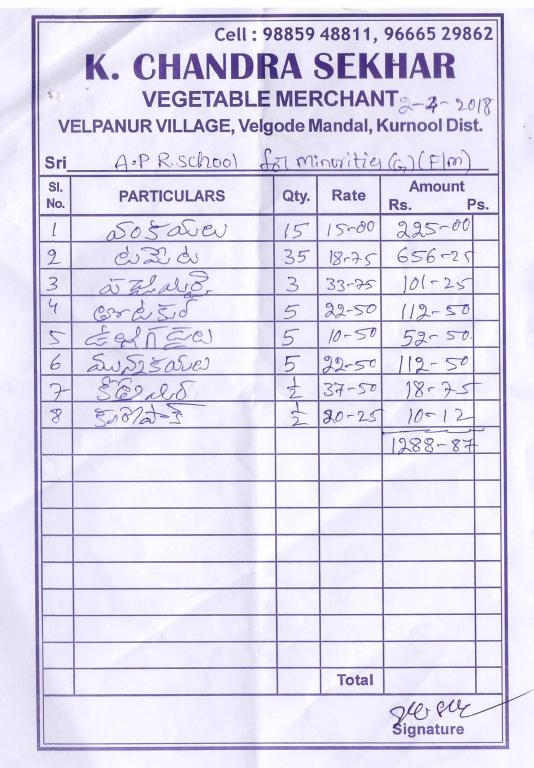 Cell : 98859 48811, 96665 29862
K. CHANDRA SEKHAR
VEGETABLE MERCHANT 2-4-2018
VELPANUR VILLAGE, Velgode Mandal, Kurnool Dist.
Sri A.P.R.School for minorities (G) (E/m)
Sl. No. PARTICULARS Qty. Rate Amount Rs. Ps.
1 వంకాయలు 15 15-00 225-00
2 టమోట 35 18-75 656-25
3 పచ్చిమిర్చి 3 33-75 101-25
4 5 22-50 112-50
5 ఉల్లిగడ్డలు 5 10-50 52-50
6 మునక్కాయలు 5 22-50 112-50
7 కొత్తిమీర ½ 37-50 18-75
8 కరివేపాకు ½ 20-25 10-12
1288-87
Total
Signature